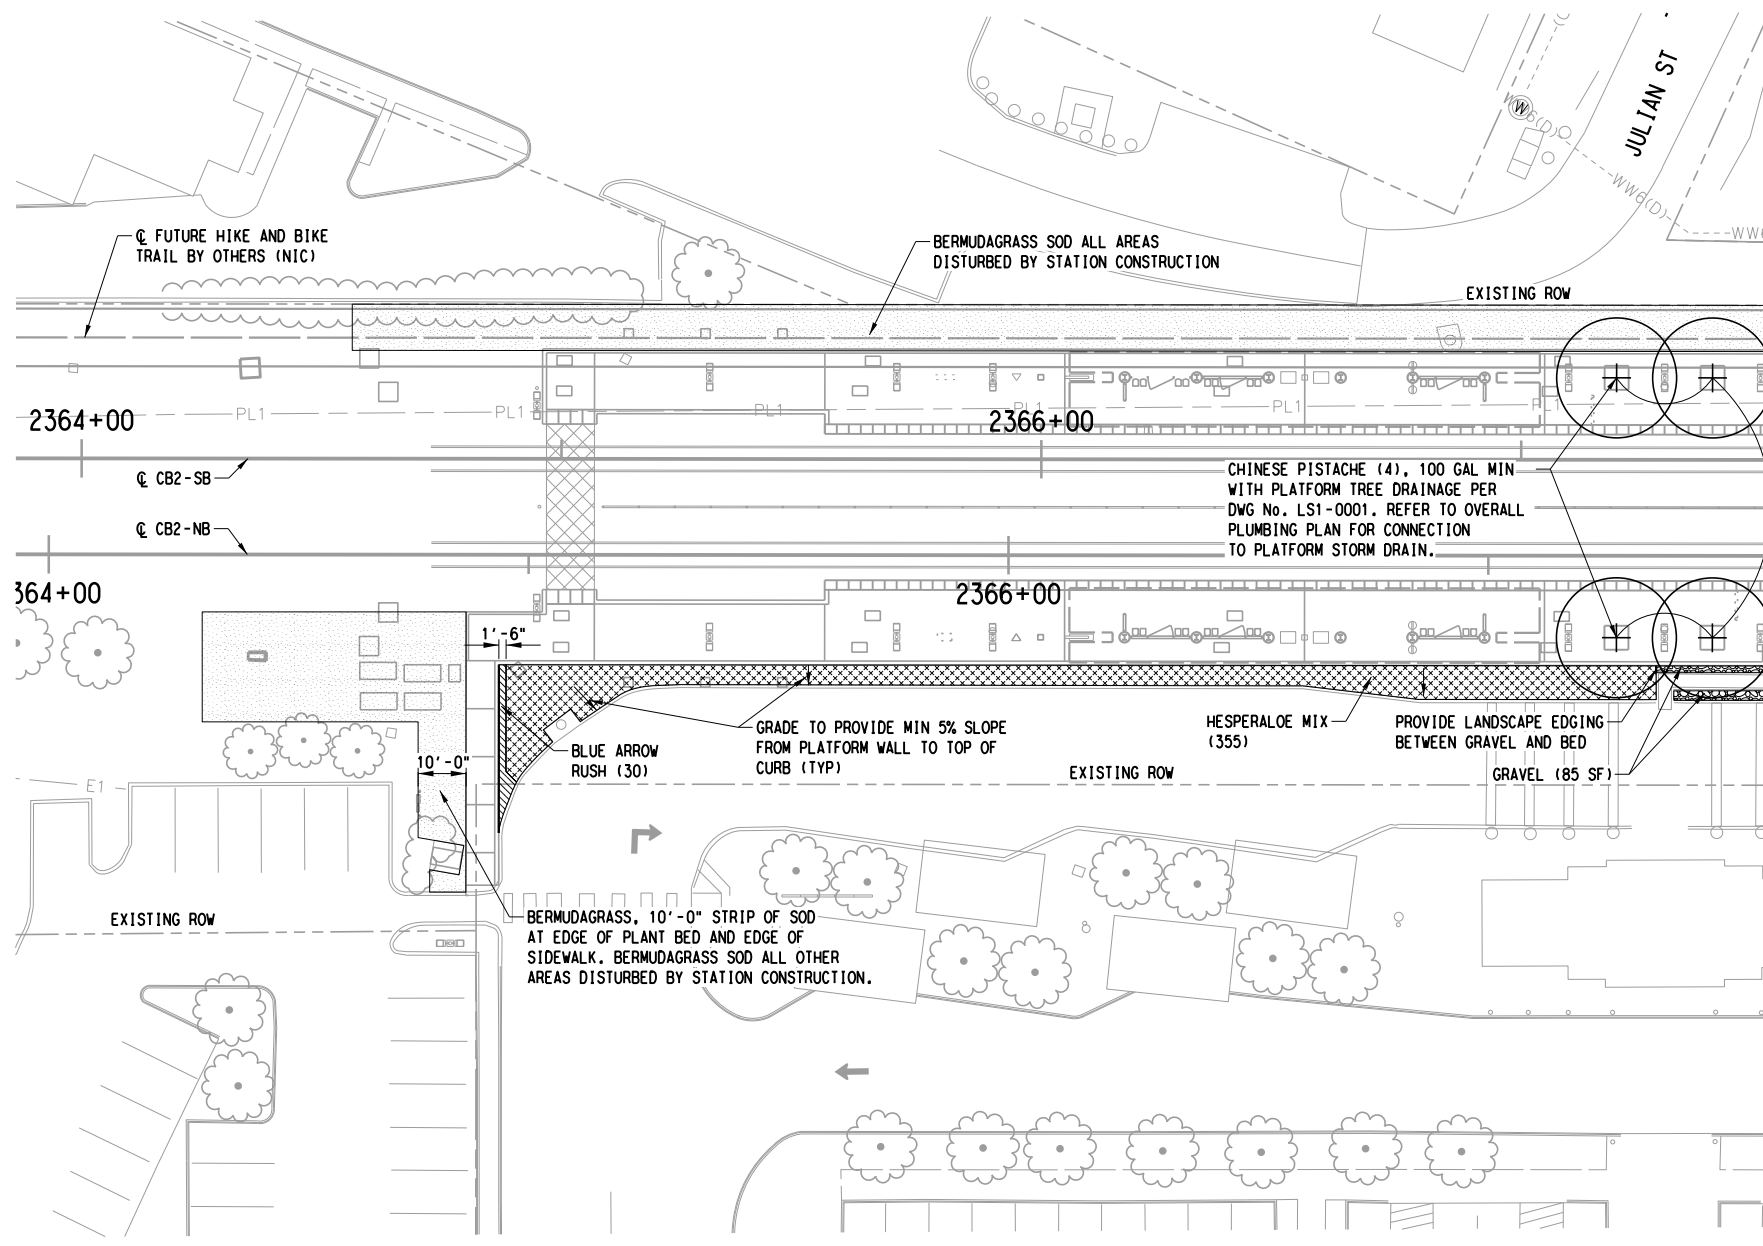 JULIAN ST
W
WW6(D)
WW6(D)
WW6
℄ FUTURE HIKE AND BIKE
TRAIL BY OTHERS (NIC)
BERMUDAGRASS SOD ALL AREAS
DISTURBED BY STATION CONSTRUCTION
EXISTING ROW
2364+00
PL1
PL1
PL1
2366+00
PL1
PL1
PL1
℄ CB2-SB
CHINESE PISTACHE (4), 100 GAL MIN
WITH PLATFORM TREE DRAINAGE PER
DWG No. LS1-0001. REFER TO OVERALL
PLUMBING PLAN FOR CONNECTION
TO PLATFORM STORM DRAIN.
℄ CB2-NB
364+00
2366+00
1'-6"
GRADE TO PROVIDE MIN 5% SLOPE
FROM PLATFORM WALL TO TOP OF
CURB (TYP)
HESPERALOE MIX
(355)
PROVIDE LANDSCAPE EDGING
BETWEEN GRAVEL AND BED
BLUE ARROW
RUSH (30)
10'-0"
EXISTING ROW
GRAVEL (85 SF)
E1
EXISTING ROW
BERMUDAGRASS, 10'-0" STRIP OF SOD
AT EDGE OF PLANT BED AND EDGE OF
SIDEWALK. BERMUDAGRASS SOD ALL OTHER
AREAS DISTURBED BY STATION CONSTRUCTION.